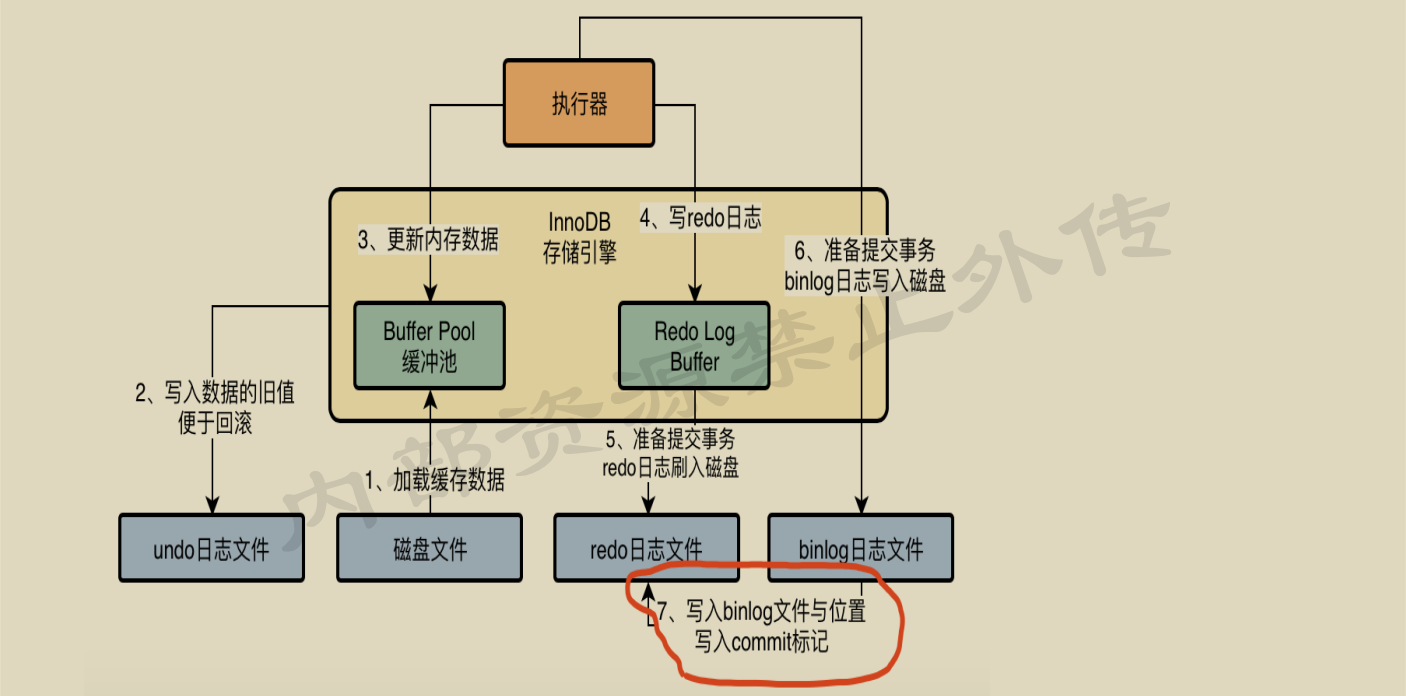 执行器
InnoDB
存储引擎
3、更新内存数据
4、写redo日志
6、准备提交事务
binlog日志写入磁盘
Buffer Pool
缓冲池
Redo Log
Buffer
2、写入数据的旧值
便于回滚
1、加载缓存数据
5、准备提交事务
redo日志刷入磁盘
undo日志文件
磁盘文件
redo日志文件
binlog日志文件
7、写入binlog文件与位置
写入commit标记
内部资源禁止外传